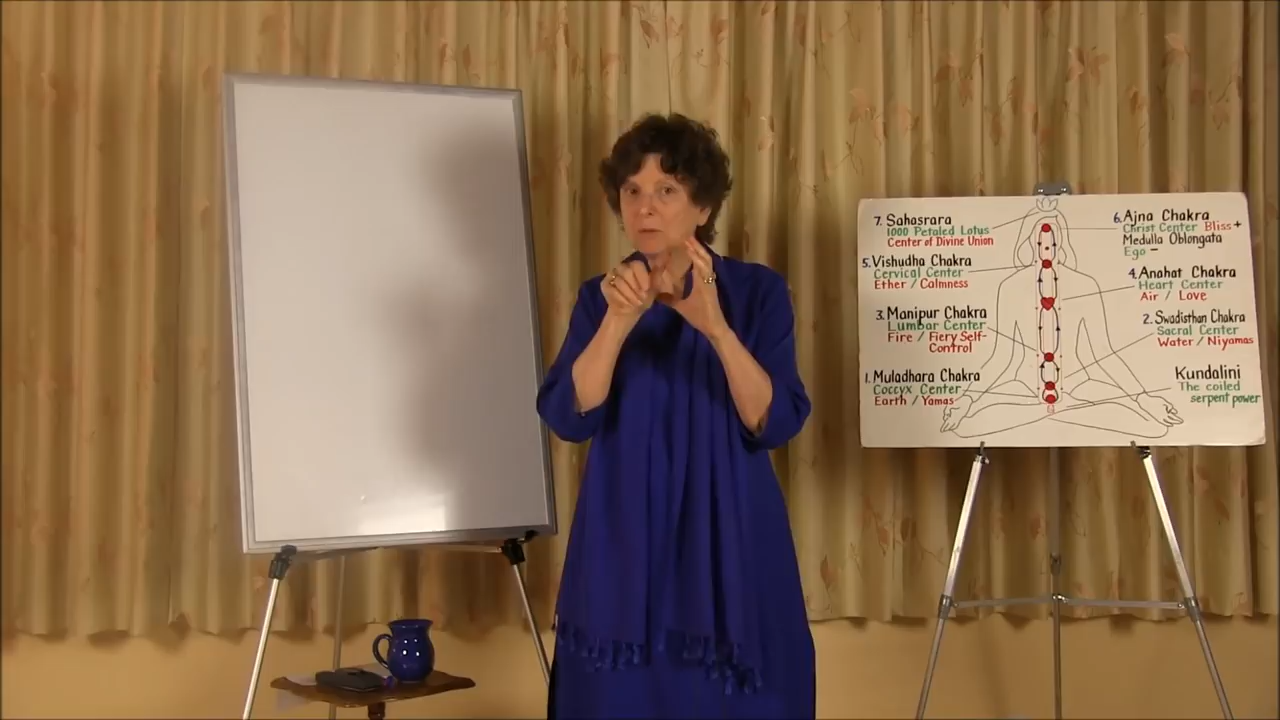 7. Sahasrara
1000 Petaled Lotus
Center of Divine Union
5. Vishudha Chakra
Cervical Center
Ether / Calmness
3. Manipur Chakra
Lumbar Center
Fire / Fiery Self-
Control
1. Muladhara Chakra
Coccyx Center
Earth / Yamas
6. Ajna Chakra
Christ Center Bliss +
Medulla Oblongata
Ego -
4. Anahat Chakra
Heart Center
Air / Love
2. Swadisthan Chakra
Sacral Center
Water / Niyamas
Kundalini
The coiled
serpent power